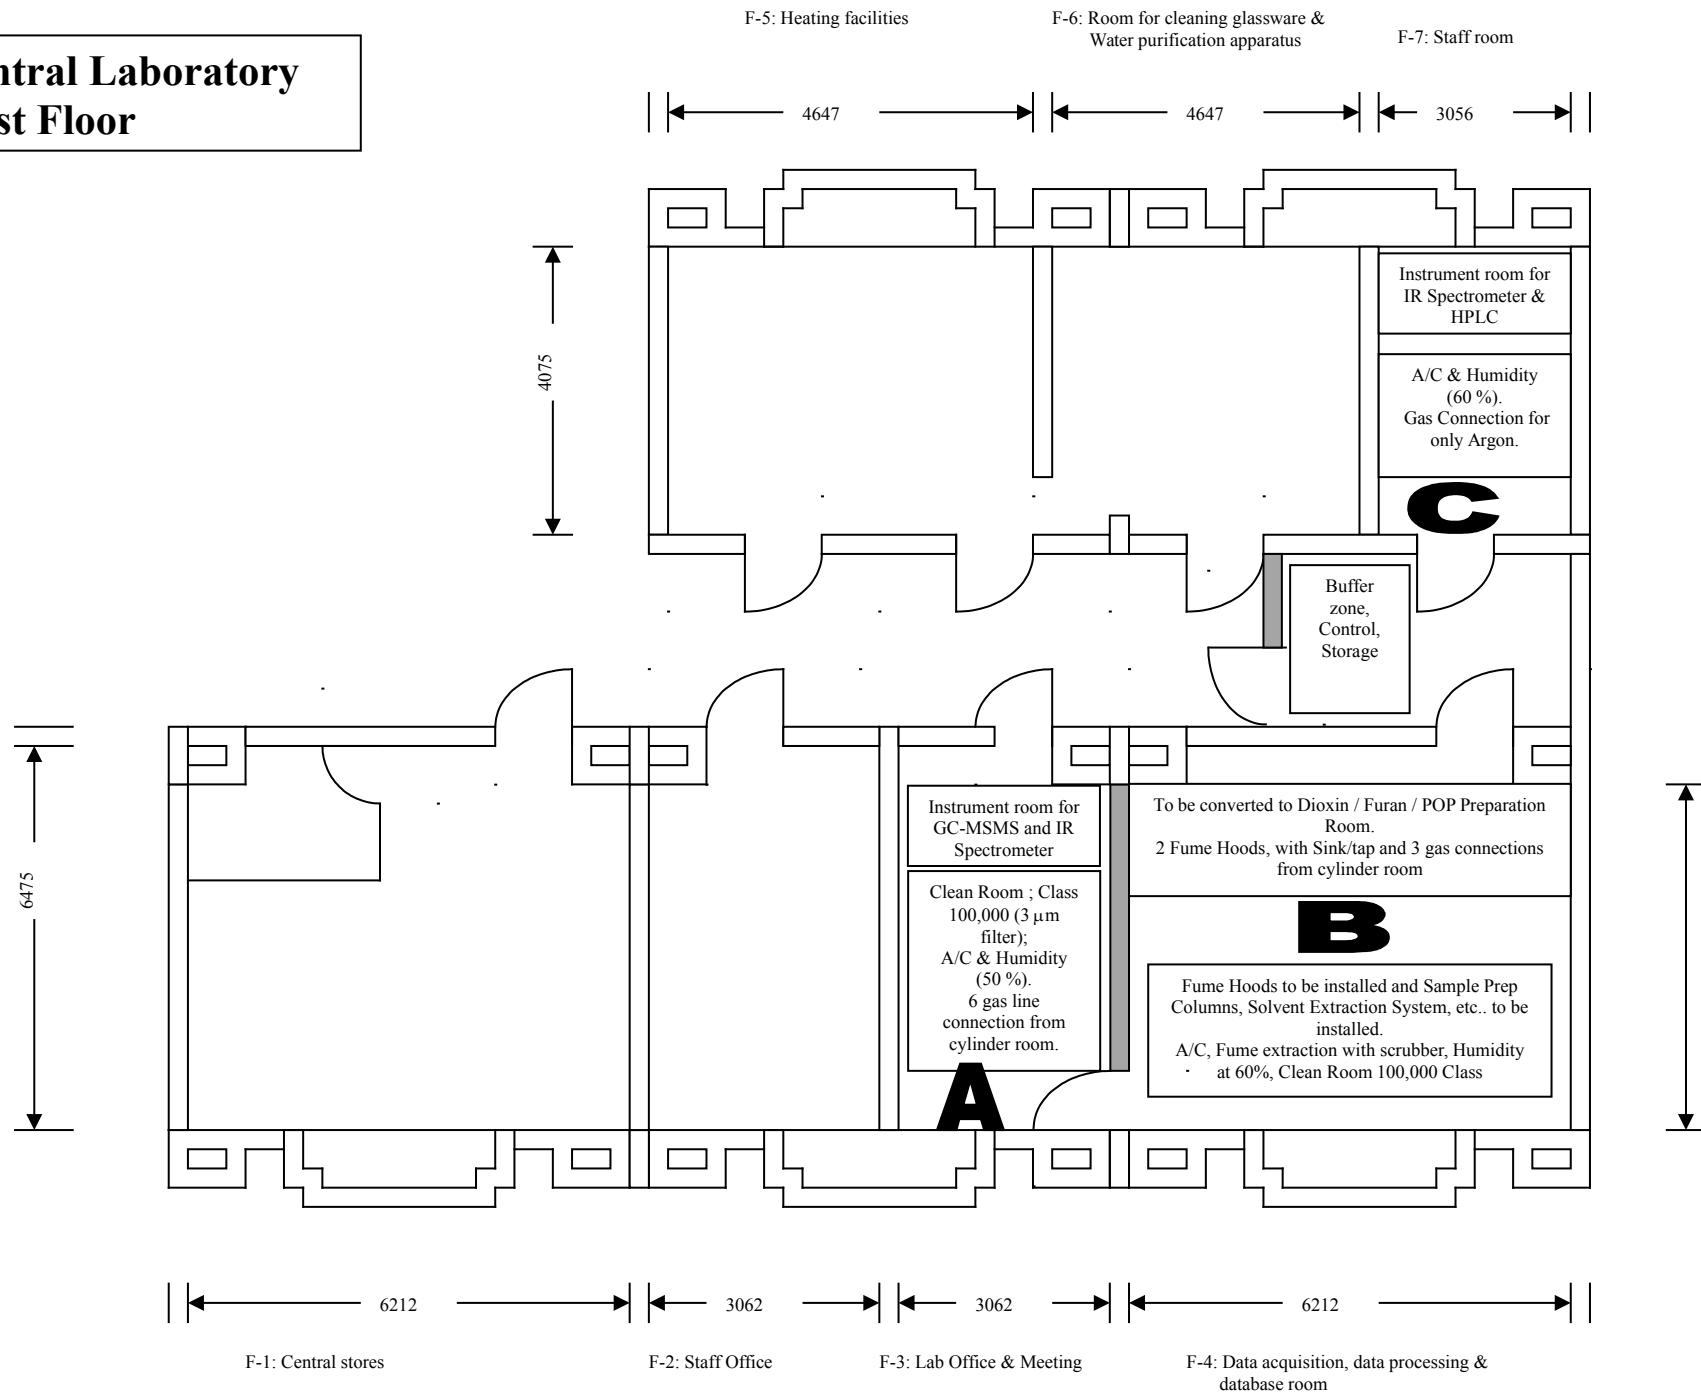 F-5: Heating facilities
F-6: Room for cleaning glassware &
Water purification apparatus
F-7: Staff room
ntral Laboratory
st Floor
4647
4647
3056
4075
Instrument room for
IR Spectrometer &
HPLC
A/C & Humidity
(60 %).
Gas Connection for
only Argon.
C
Buffer
zone,
Control,
Storage
6475
Instrument room for
GC-MSMS and IR
Spectrometer
Clean Room ; Class
100,000 (3 µm
filter);
A/C & Humidity
(50 %).
6 gas line
connection from
cylinder room.
A
To be converted to Dioxin / Furan / POP Preparation
Room.
2 Fume Hoods, with Sink/tap and 3 gas connections
from cylinder room
B
Fume Hoods to be installed and Sample Prep
Columns, Solvent Extraction System, etc.. to be
installed.
A/C, Fume extraction with scrubber, Humidity
at 60%, Clean Room 100,000 Class
6212
3062
3062
6212
F-1: Central stores
F-2: Staff Office
F-3: Lab Office & Meeting
F-4: Data acquisition, data processing &
database room